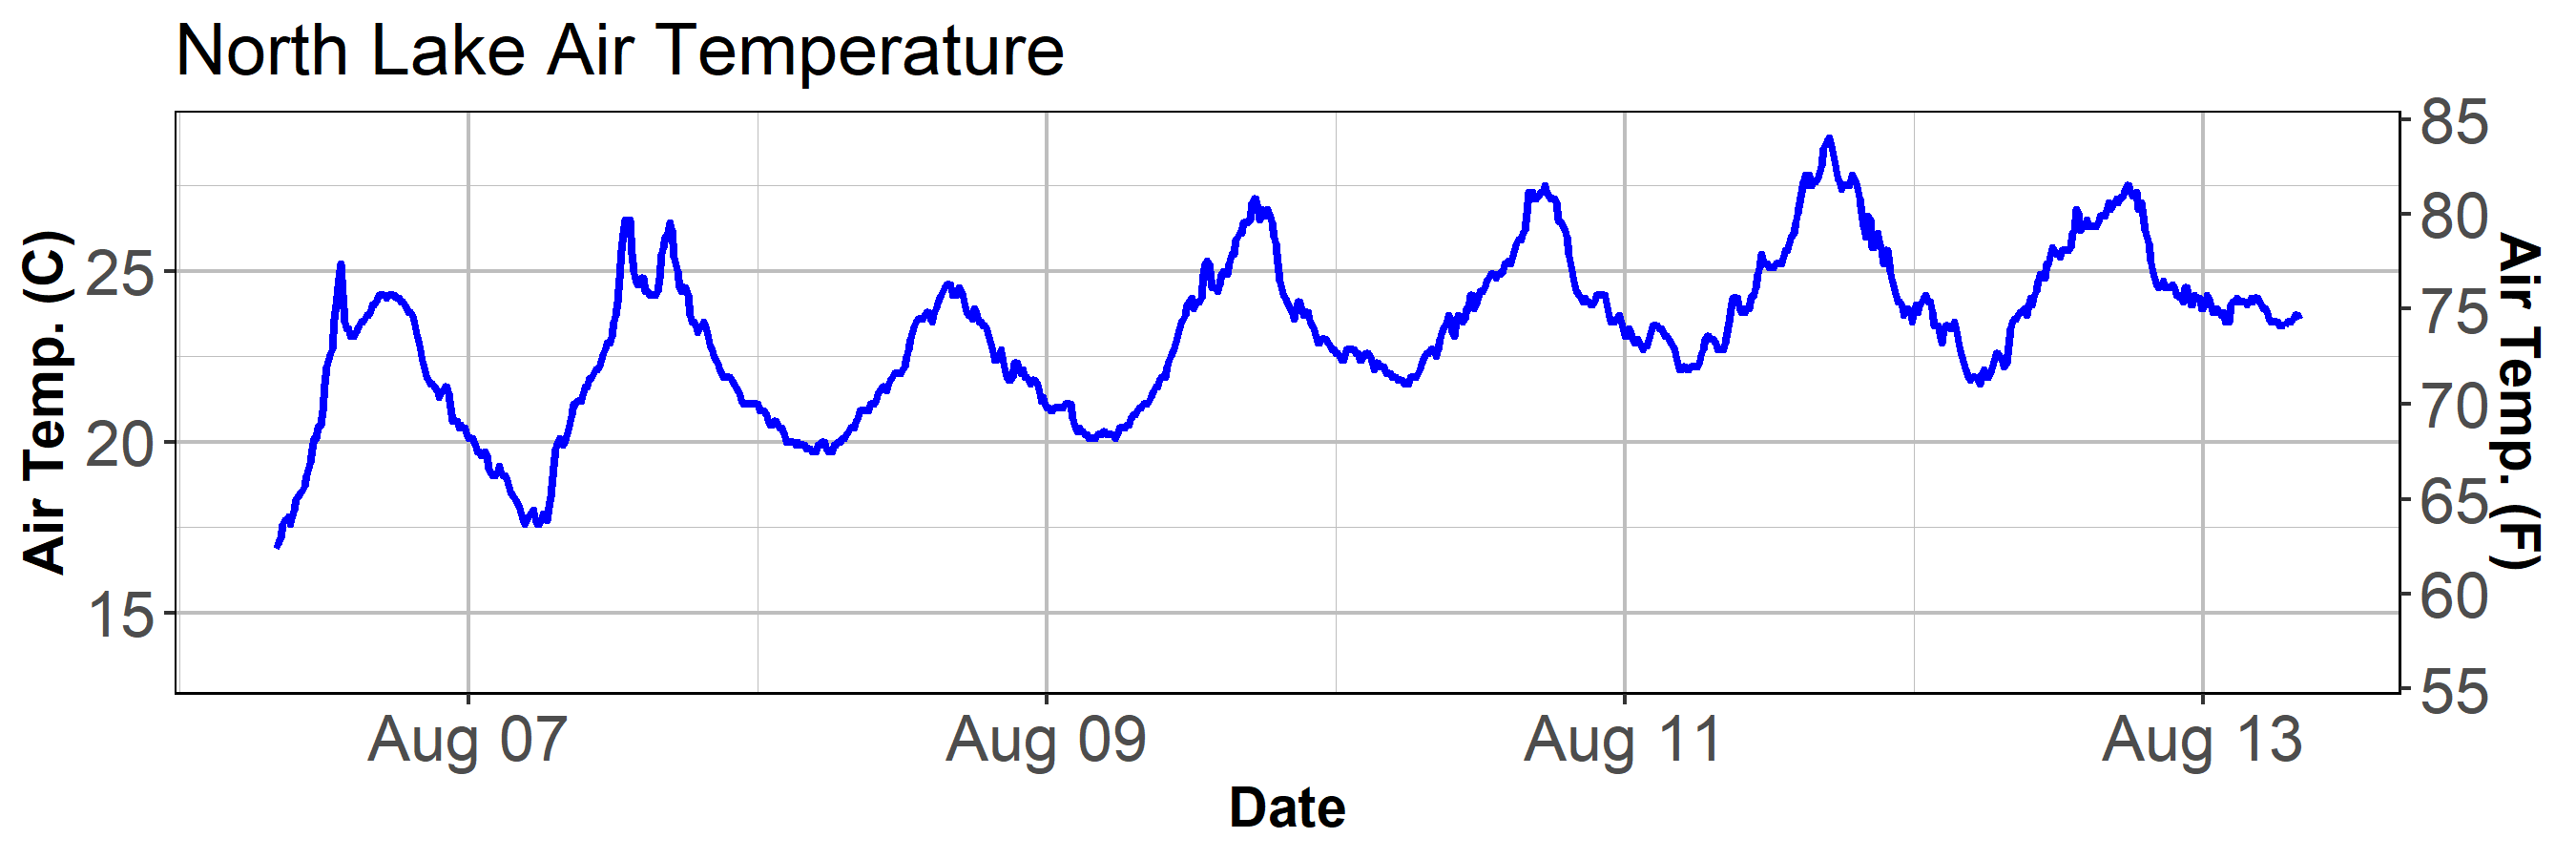 North Lake Air Temperature
Air Temp. (C)
25
20
15
85
80
75
70
65
60
55
Air Temp. (F)
Aug 07
Aug 09
Aug 11
Aug 13
Date